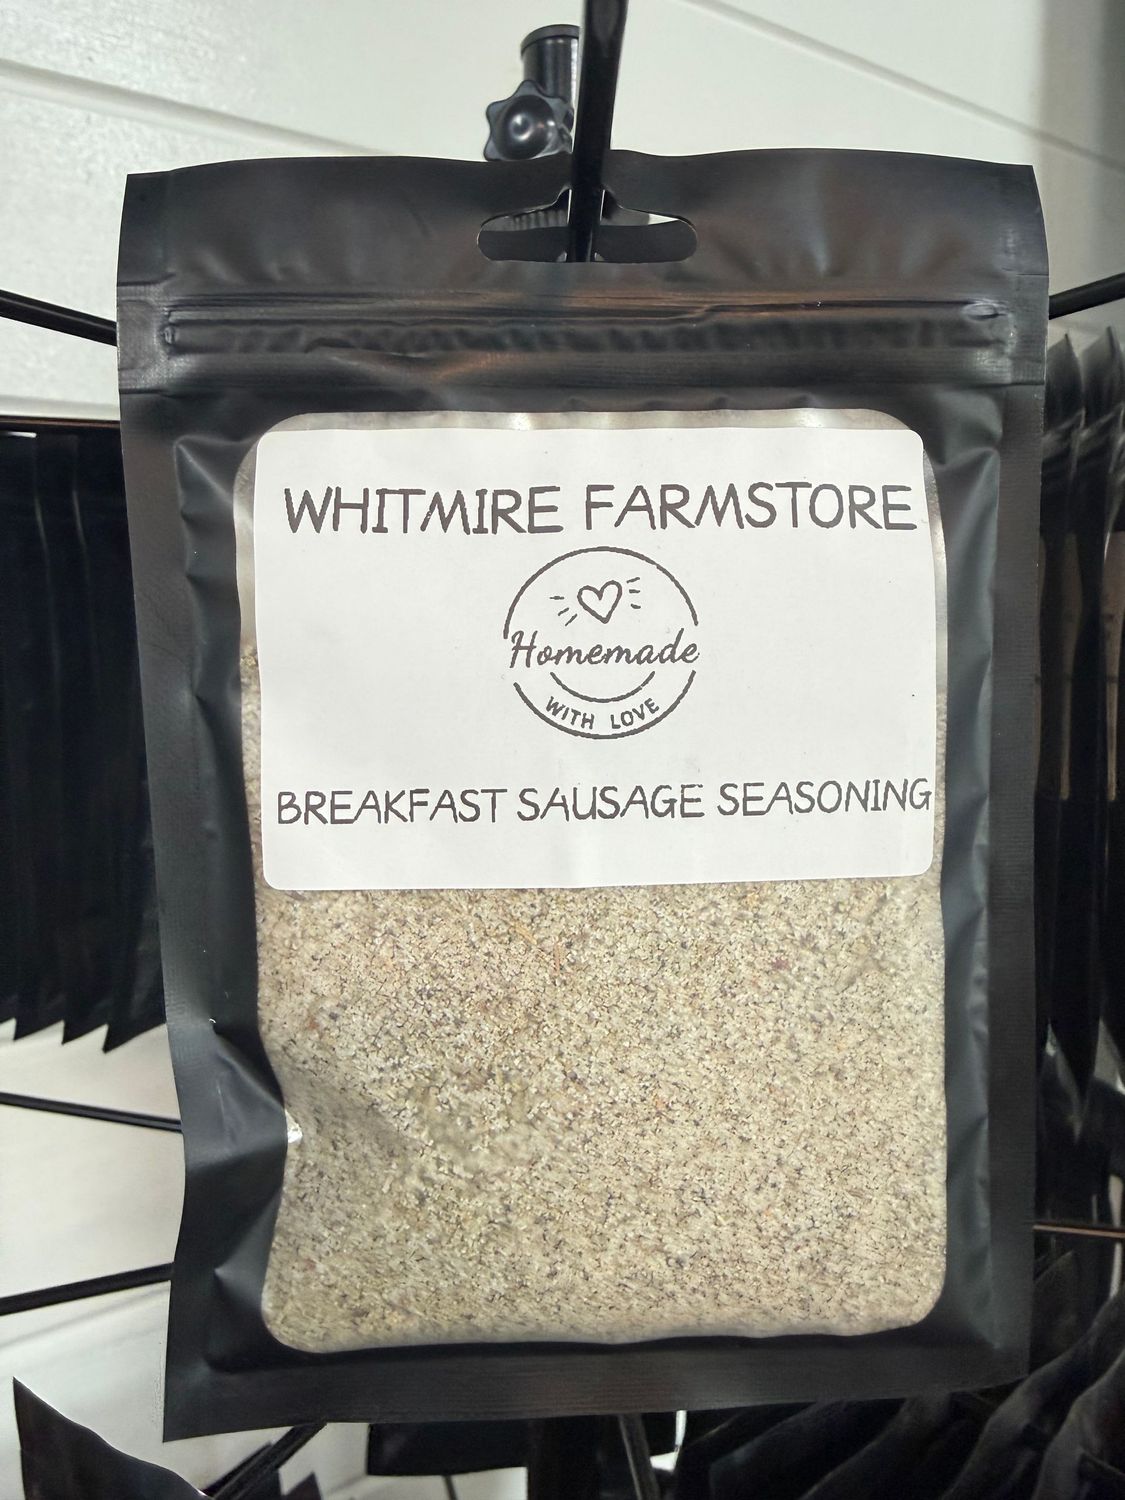 WHITMIRE FARMSTORE
Homemade
WITH LOVE
BREAKFAST SAUSAGE SEASONING